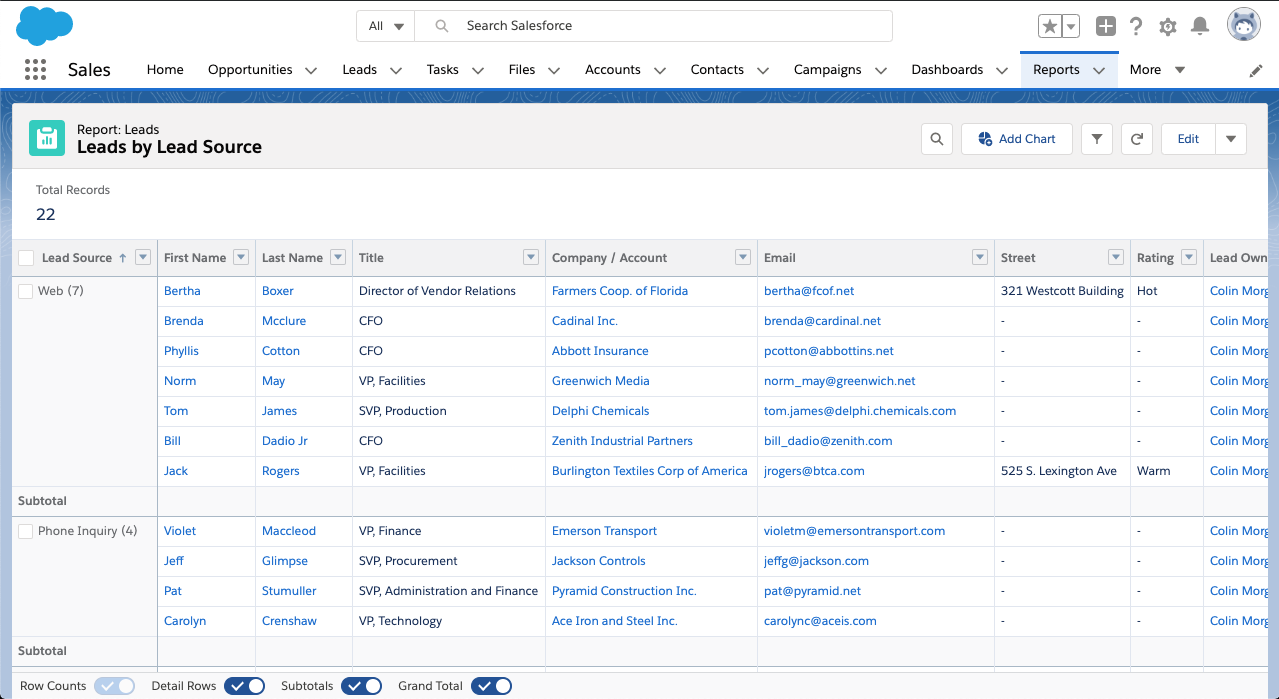 All
Search Salesforce
Sales
Home
Opportunities
Leads
Tasks
Files
Accounts
Contacts
Campaigns
Dashboards
Reports
More
Report: Leads
Leads by Lead Source
Add Chart
Edit
Total Records
22
Lead Source First Name Last Name Title Company / Account Email Street Rating Lead Own
Web (7) Bertha Boxer Director of Vendor Relations Farmers Coop. of Florida bertha@fcof.net 321 Westcott Building Hot Colin Morg
Brenda Mcclure CFO Cadinal Inc. brenda@cardinal.net - - Colin Morg
Phyllis Cotton CFO Abbott Insurance pcotton@abbottins.net - - Colin Morg
Norm May VP, Facilities Greenwich Media norm_may@greenwich.net - - Colin Morg
Tom James SVP, Production Delphi Chemicals tom.james@delphi.chemicals.com - - Colin Morg
Bill Dadio Jr CFO Zenith Industrial Partners bill_dadio@zenith.com - - Colin Morg
Jack Rogers VP, Facilities Burlington Textiles Corp of America jrogers@btca.com 525 S. Lexington Ave Warm Colin Morg
Subtotal
Phone Inquiry (4) Violet Maccleod VP, Finance Emerson Transport violetm@emersontransport.com - - Colin Morg
Jeff Glimpse SVP, Procurement Jackson Controls jeffg@jackson.com - - Colin Morg
Pat Stumuller SVP, Administration and Finance Pyramid Construction Inc. pat@pyramid.net - - Colin Morg
Carolyn Crenshaw VP, Technology Ace Iron and Steel Inc. carolync@aceis.com - - Colin Morg
Subtotal
Row Counts Detail Rows Subtotals Grand Total